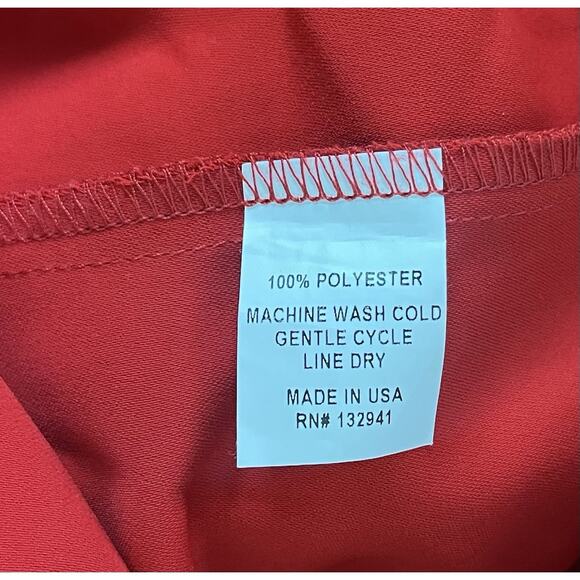 100% POLYESTER
MACHINE WASH COLD
GENTLE CYCLE
LINE DRY
MADE IN USA
RN# 132941